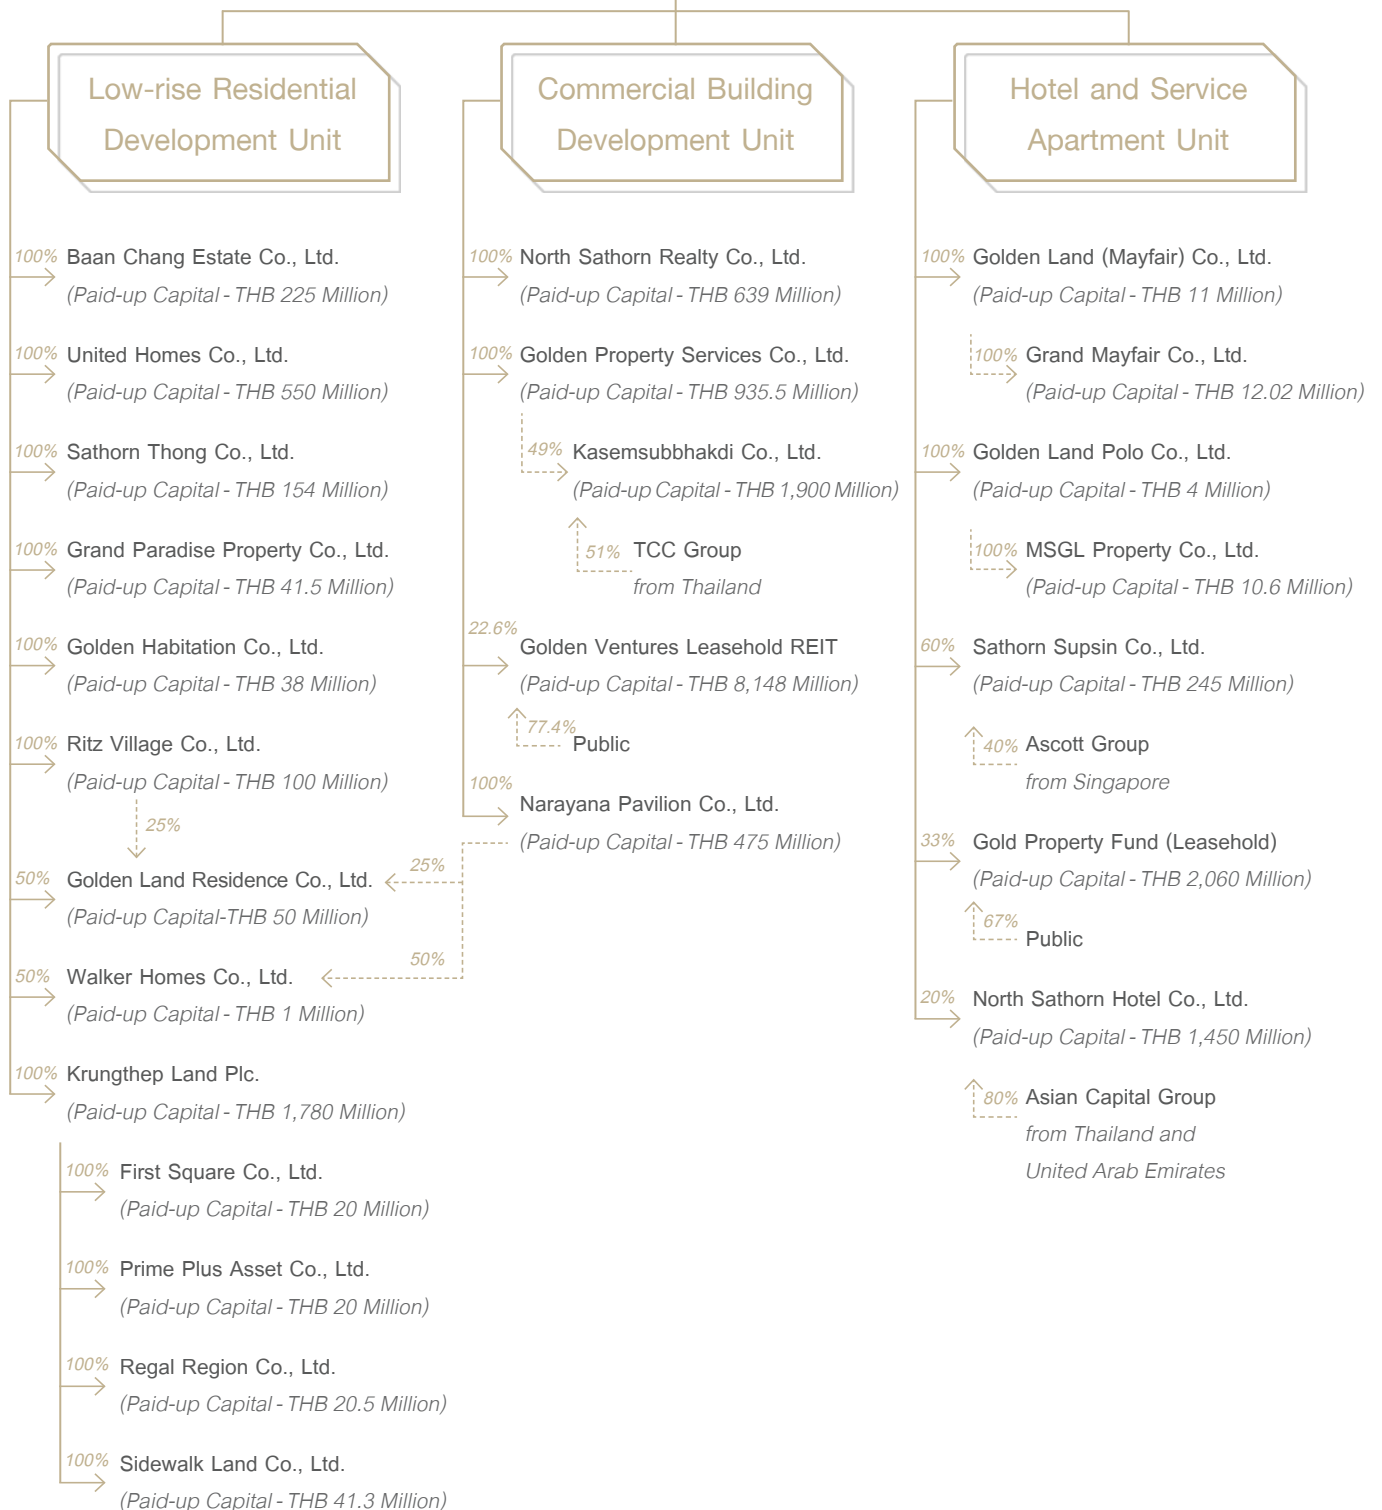 Low-rise Residential
Development Unit
100% Baan Chang Estate Co., Ltd.
(Paid-up Capital - THB 225 Million)
100% United Homes Co., Ltd.
(Paid-up Capital - THB 550 Million)
100% Sathorn Thong Co., Ltd.
(Paid-up Capital - THB 154 Million)
100% Grand Paradise Property Co., Ltd.
(Paid-up Capital - THB 41.5 Million)
100% Golden Habitation Co., Ltd.
(Paid-up Capital - THB 38 Million)
100% Ritz Village Co., Ltd.
(Paid-up Capital - THB 100 Million)
25%
50% Golden Land Residence Co., Ltd.
(Paid-up Capital-THB 50 Million)
50% Walker Homes Co., Ltd.
(Paid-up Capital - THB 1 Million)
100% Krungthep Land Plc.
(Paid-up Capital - THB 1,780 Million)
100% First Square Co., Ltd.
(Paid-up Capital - THB 20 Million)
100% Prime Plus Asset Co., Ltd.
(Paid-up Capital - THB 20 Million)
100% Regal Region Co., Ltd.
(Paid-up Capital - THB 20.5 Million)
100% Sidewalk Land Co., Ltd.
(Paid-up Capital - THB 41.3 Million)
Commercial Building
Development Unit
100% North Sathorn Realty Co., Ltd.
(Paid-up Capital - THB 639 Million)
100% Golden Property Services Co., Ltd.
(Paid-up Capital - THB 935.5 Million)
49% Kasemsubbhakdi Co., Ltd.
(Paid-up Capital - THB 1,900 Million)
51% TCC Group
from Thailand
22.6%
Golden Ventures Leasehold REIT
(Paid-up Capital - THB 8,148 Million)
77.4%
Public
100%
Narayana Pavilion Co., Ltd.
(Paid-up Capital - THB 475 Million)
25%
50%
Hotel and Service
Apartment Unit
100% Golden Land (Mayfair) Co., Ltd.
(Paid-up Capital - THB 11 Million)
100% Grand Mayfair Co., Ltd.
(Paid-up Capital - THB 12.02 Million)
100% Golden Land Polo Co., Ltd.
(Paid-up Capital - THB 4 Million)
100% MSGL Property Co., Ltd.
(Paid-up Capital - THB 10.6 Million)
60% Sathorn Supsin Co., Ltd.
(Paid-up Capital - THB 245 Million)
40% Ascott Group
from Singapore
33% Gold Property Fund (Leasehold)
(Paid-up Capital - THB 2,060 Million)
67%
Public
20% North Sathorn Hotel Co., Ltd.
(Paid-up Capital - THB 1,450 Million)
80% Asian Capital Group
from Thailand and
United Arab Emirates